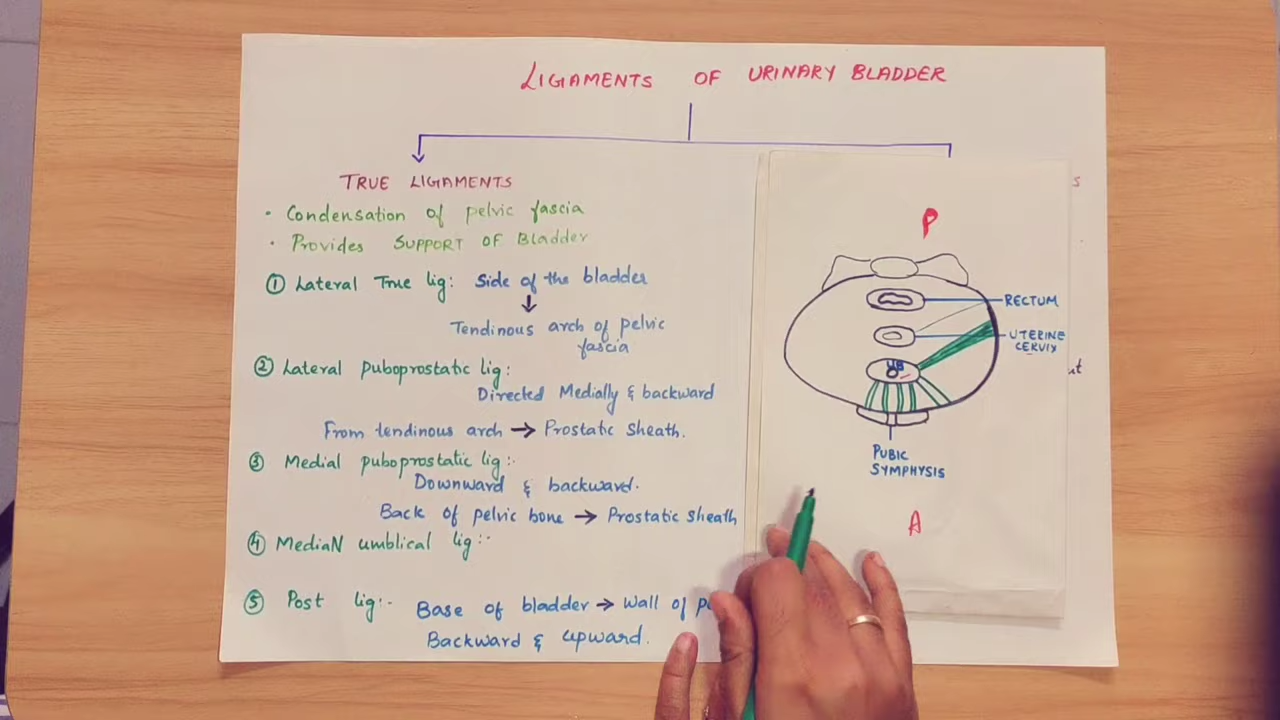 LIGAMENTS OF URINARY BLADDER
TRUE LIGAMENTS
• Condensation of pelvic fascia
• Provides SUPPORT OF Bladder
① Lateral True lig: Side of the bladder
Tendinous arch of pelvic
fascia
② Lateral puboprostatic lig:
Directed Medially & backward
From tendinous arch → Prostatic Sheath.
③ Medial puboprostatic lig:-
Downward & backward.
Back of pelvic bone → Prostatic Sheath
④ MediaN umblical lig:-
⑤ Post lig:- Base of bladder → Wall of
Backward & upward.
P
RECTUM
UTERINE
CERVIX
UB
PUBIC
SYMPHYSIS
A
s